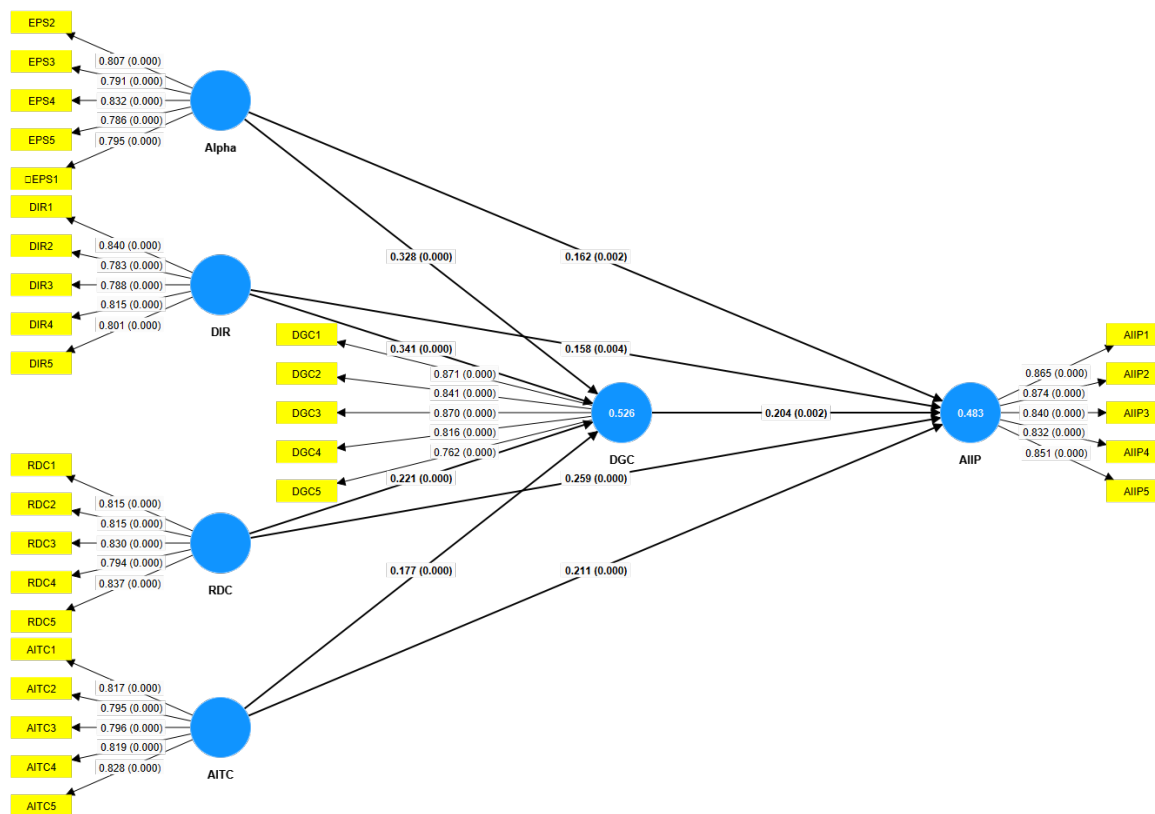 EPS2
EPS3
EPS4
EPS5
□EPS1
0.807 (0.000)
0.791 (0.000)
0.832 (0.000)
0.786 (0.000)
0.795 (0.000)
Alpha
DIR1
DIR2
DIR3
DIR4
DIR5
0.840 (0.000)
0.783 (0.000)
0.788 (0.000)
0.815 (0.000)
0.801 (0.000)
DIR
RDC1
RDC2
RDC3
RDC4
RDC5
0.815 (0.000)
0.815 (0.000)
0.830 (0.000)
0.794 (0.000)
0.837 (0.000)
RDC
AITC1
AITC2
AITC3
AITC4
AITC5
0.817 (0.000)
0.795 (0.000)
0.796 (0.000)
0.819 (0.000)
0.828 (0.000)
AITC
0.328 (0.000)
0.162 (0.002)
0.341 (0.000)
0.158 (0.004)
DGC1
DGC2
DGC3
DGC4
DGC5
0.871 (0.000)
0.841 (0.000)
0.870 (0.000)
0.816 (0.000)
0.762 (0.000)
0.221 (0.000)
0.526
DGC
0.204 (0.002)
0.259 (0.000)
0.177 (0.000)
0.211 (0.000)
0.483
AIIP
0.865 (0.000)
0.874 (0.000)
0.840 (0.000)
0.832 (0.000)
0.851 (0.000)
AIIP1
AIIP2
AIIP3
AIIP4
AIIP5